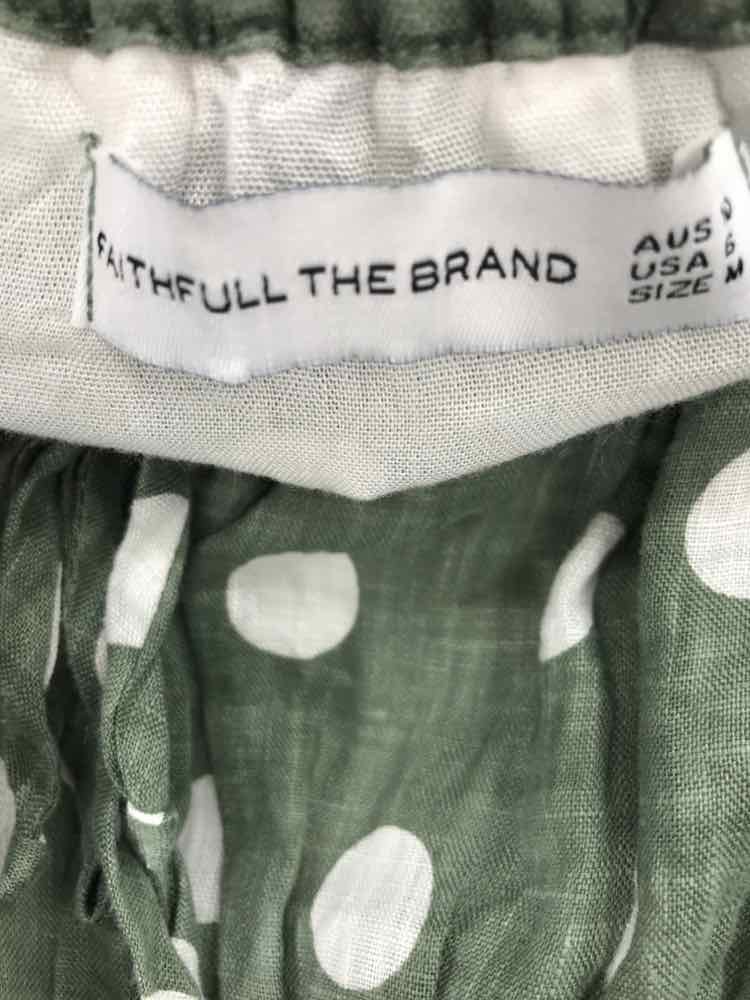 FAITHFULL THE BRAND
AUS
USA 6
SIZE M